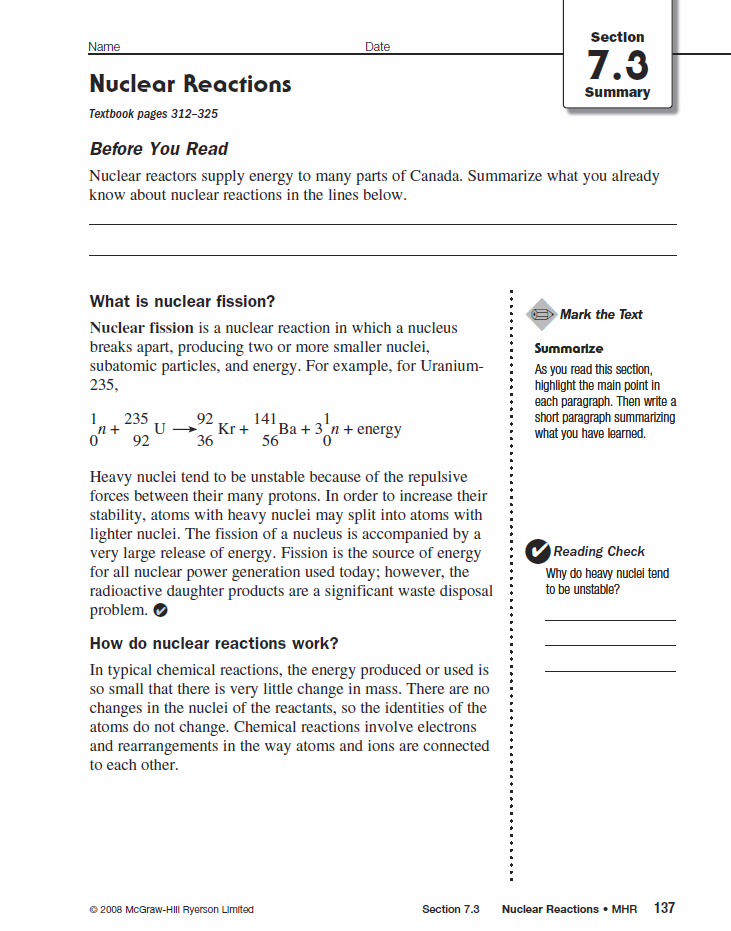 Name Date
Section
7.3
Summary
Nuclear Reactions
Textbook pages 312–325
Before You Read
Nuclear reactors supply energy to many parts of Canada. Summarize what you already
know about nuclear reactions in the lines below.
What is nuclear fission?
Nuclear fission is a nuclear reaction in which a nucleus
breaks apart, producing two or more smaller nuclei,
subatomic particles, and energy. For example, for Uranium-
235,
1 235 92 141 1
n + U → Kr + Ba + 3 n + energy
0 92 36 56 0
Heavy nuclei tend to be unstable because of the repulsive
forces between their many protons. In order to increase their
stability, atoms with heavy nuclei may split into atoms with
lighter nuclei. The fission of a nucleus is accompanied by a
very large release of energy. Fission is the source of energy
for all nuclear power generation used today; however, the
radioactive daughter products are a significant waste disposal
problem. ✔
How do nuclear reactions work?
In typical chemical reactions, the energy produced or used is
so small that there is very little change in mass. There are no
changes in the nuclei of the reactants, so the identities of the
atoms do not change. Chemical reactions involve electrons
and rearrangements in the way atoms and ions are connected
to each other.
Mark the Text
Summarize
As you read this section,
highlight the main point in
each paragraph. Then write a
short paragraph summarizing
what you have learned.
✔ Reading Check
Why do heavy nuclei tend
to be unstable?
© 2008 McGraw-Hill Ryerson Limited Section 7.3 Nuclear Reactions • MHR 137